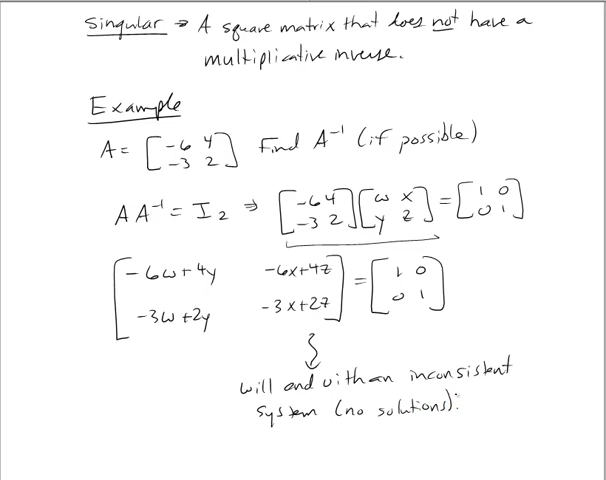 Singular → A square matrix that does not have a
multiplicative inverse.
Example
A = [-6 4
-3 2] Find A⁻¹ (if possible)
A A⁻¹ = I₂ ⇒ [-6 4
-3 2] [w x
y z] = [1 0
0 1]
[-6w+4y -6x+4z
-3w+2y -3x+2z] = [1 0
0 1]
will end with an inconsistent
system (no solutions).